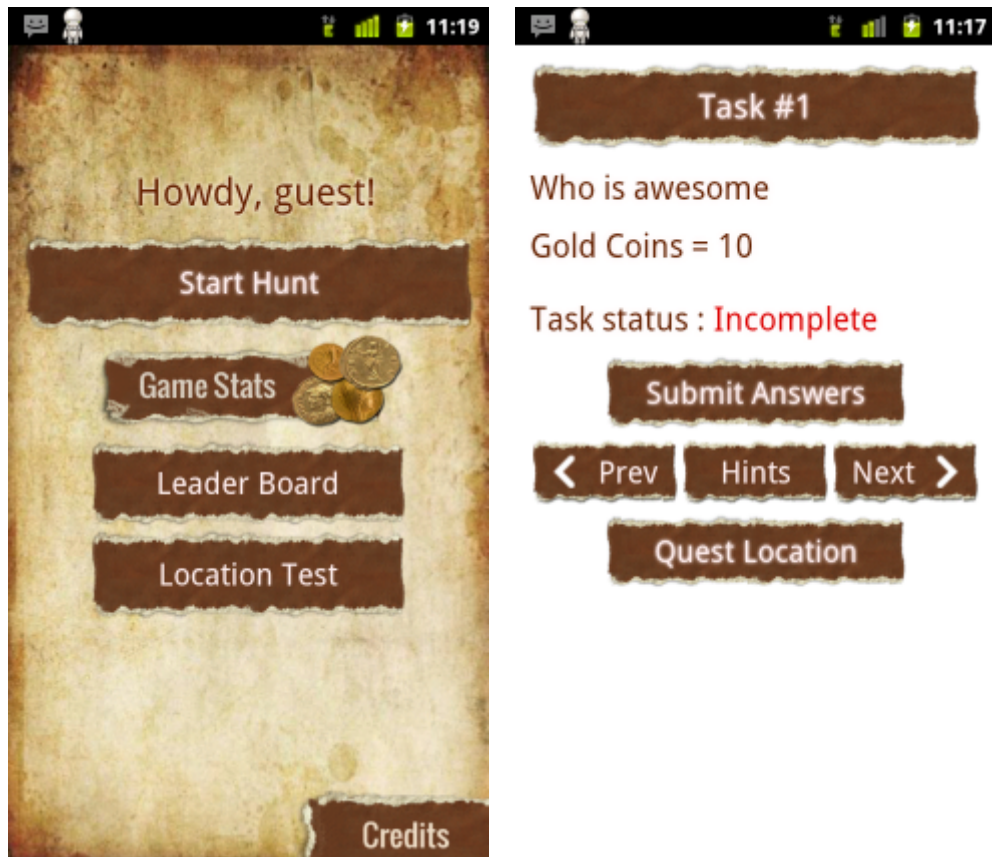 11:19
Howdy, guest!
Start Hunt
Game Stats
Leader Board
Location Test
Credits
11:17
Task #1
Who is awesome
Gold Coins = 10
Task status : Incomplete
Submit Answers
Prev Hints Next
Quest Location